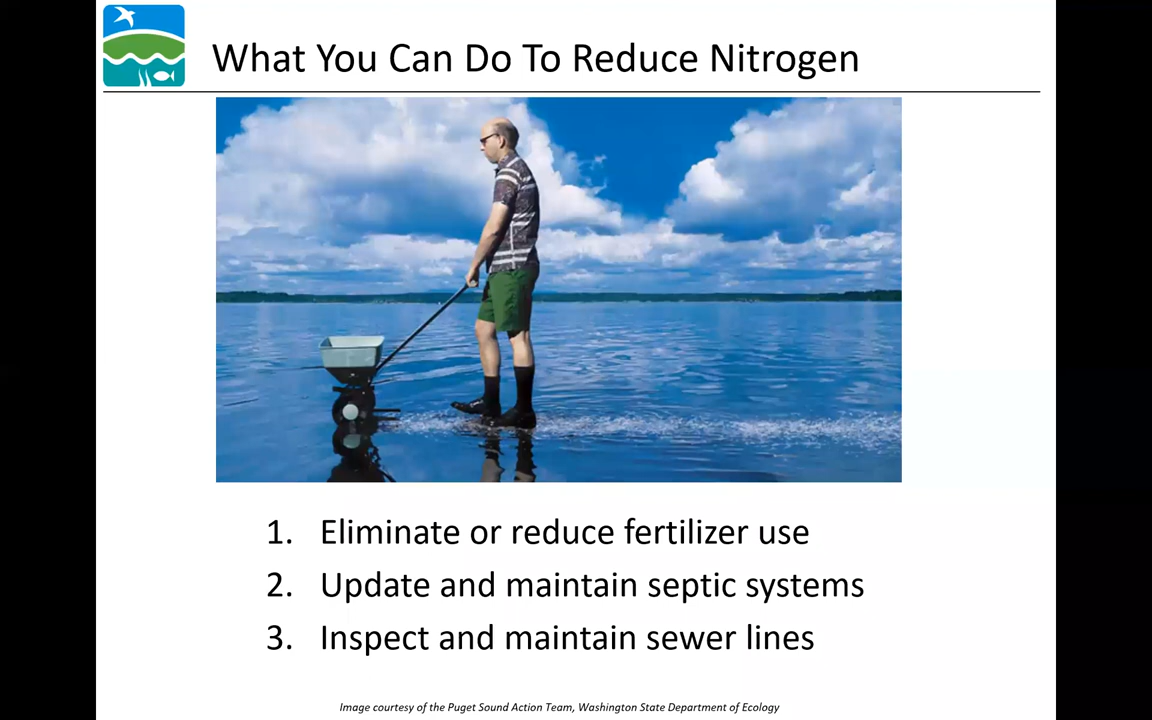 What You Can Do To Reduce Nitrogen
1. Eliminate or reduce fertilizer use
2. Update and maintain septic systems
3. Inspect and maintain sewer lines
Image courtesy of the Puget Sound Action Team, Washington State Department of Ecology